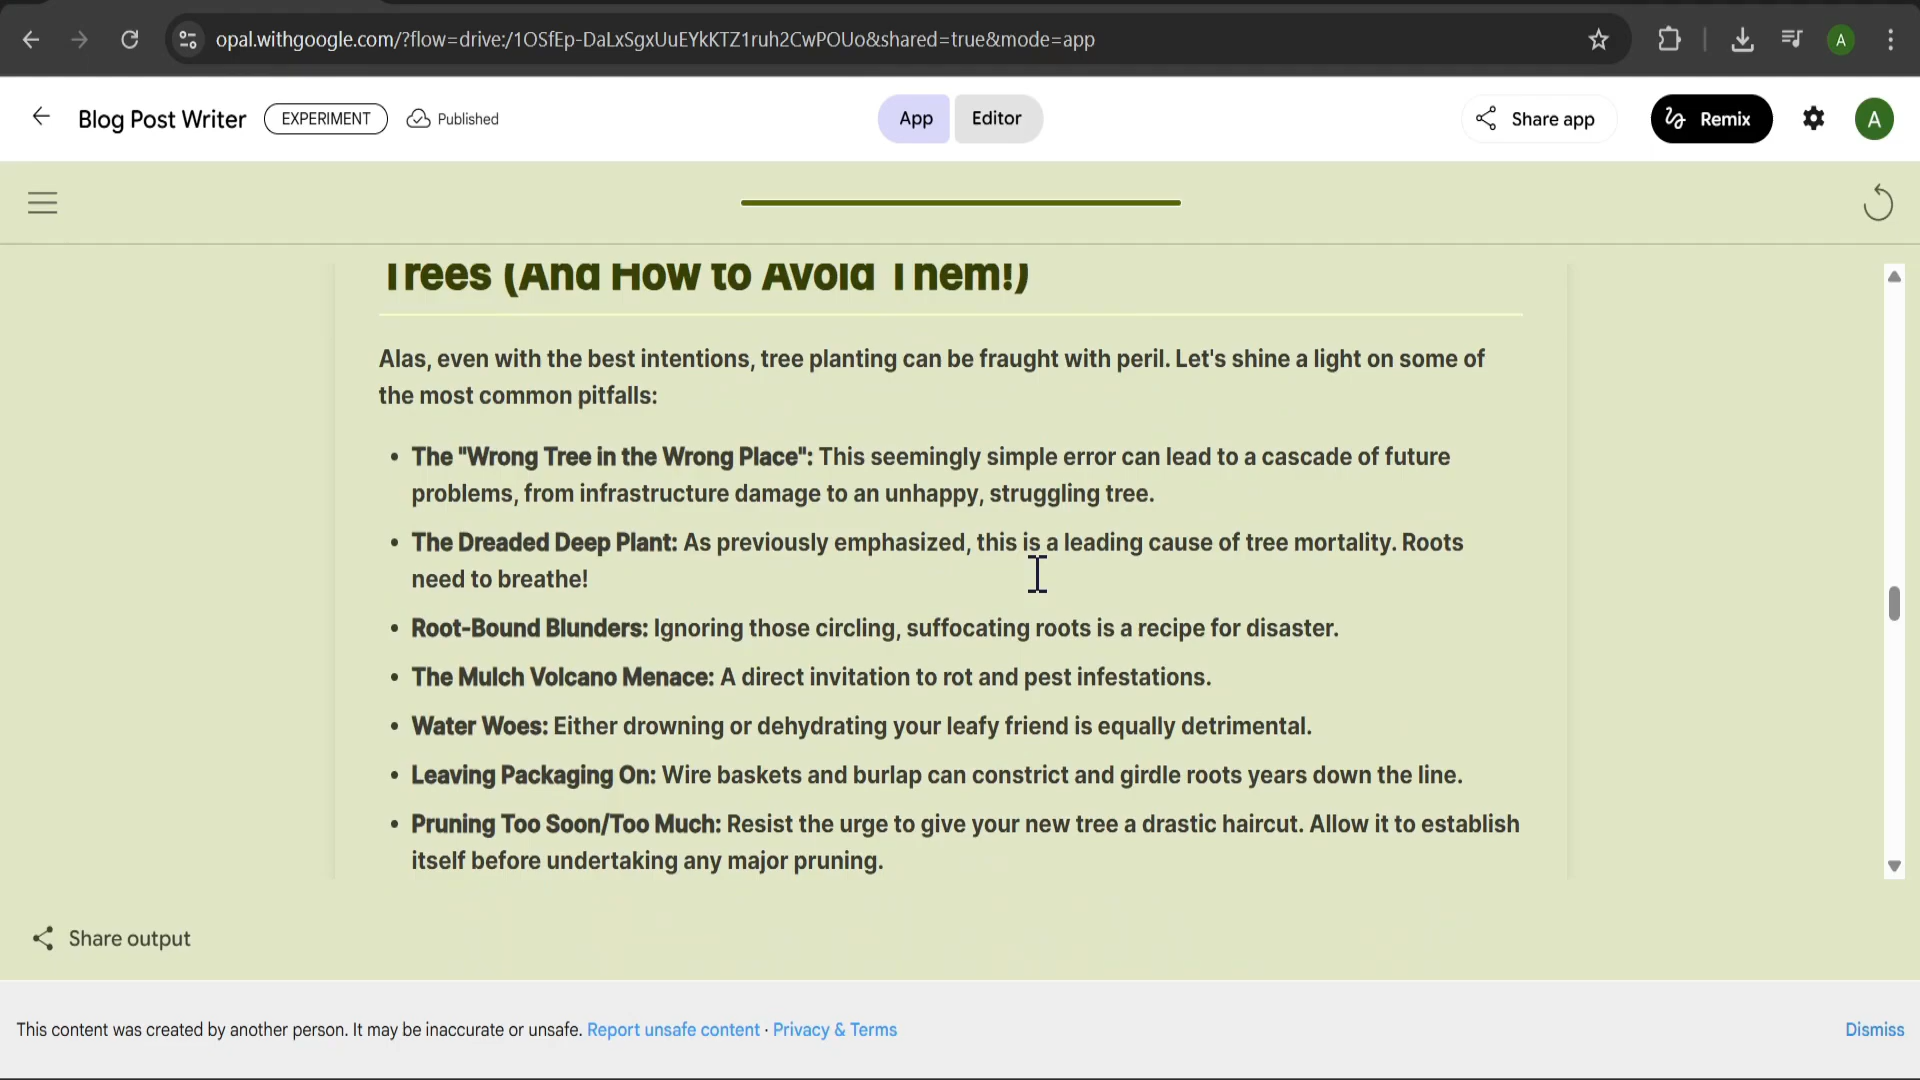 opal.withgoogle.com/?flow=drive:/1OSfEp-DaLxSgxUuEYkKTZ1ruh2CwPOUo&shared=true&mode=app
A
Blog Post Writer
EXPERIMENT
Published
App
Editor
Share app
Remix
A
Trees (And How to Avoid Them!)
Alas, even with the best intentions, tree planting can be fraught with peril. Let's shine a light on some of
the most common pitfalls:
• The "Wrong Tree in the Wrong Place": This seemingly simple error can lead to a cascade of future
problems, from infrastructure damage to an unhappy, struggling tree.
• The Dreaded Deep Plant: As previously emphasized, this is a leading cause of tree mortality. Roots
need to breathe!
• Root-Bound Blunders: Ignoring those circling, suffocating roots is a recipe for disaster.
• The Mulch Volcano Menace: A direct invitation to rot and pest infestations.
• Water Woes: Either drowning or dehydrating your leafy friend is equally detrimental.
• Leaving Packaging On: Wire baskets and burlap can constrict and girdle roots years down the line.
• Pruning Too Soon/Too Much: Resist the urge to give your new tree a drastic haircut. Allow it to establish
itself before undertaking any major pruning.
Share output
This content was created by another person. It may be inaccurate or unsafe. Report unsafe content · Privacy & Terms
Dismiss